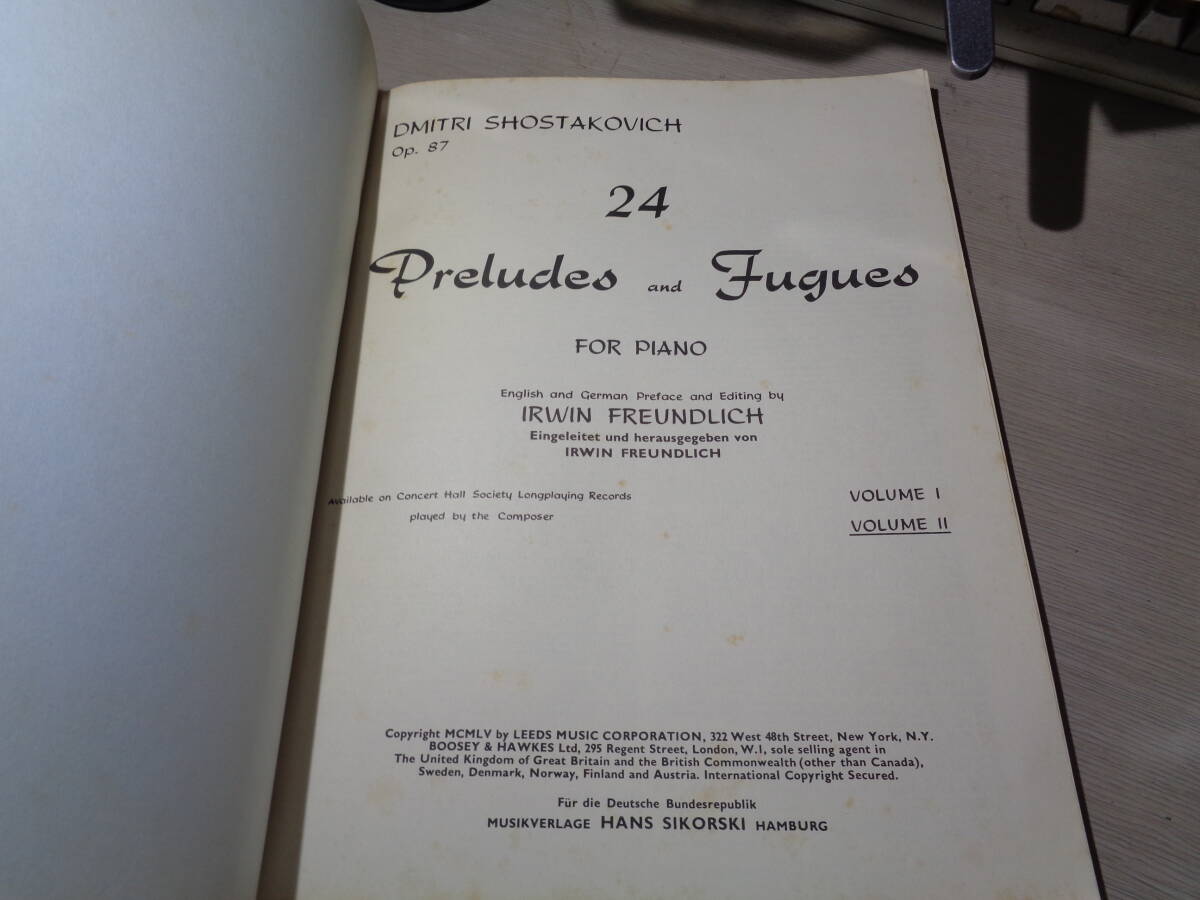 DMITRI SHOSTAKOVICH
Op. 87
24
Preludes and Fugues
FOR PIANO
English and German Preface and Editing by
IRWIN FREUNDLICH
Eingeleitet und herausgegeben von
IRWIN FREUNDLICH
Available on Concert Hall Society Longplaying Records
played by the Composer
VOLUME I
VOLUME II
Copyright MCMLV by LEEDS MUSIC CORPORATION, 322 West 48th Street, New York, N.Y.
BOOSEY & HAWKES Ltd, 295 Regent Street, London, W.I, sole selling agent in
The United Kingdom of Great Britain and the British Commonwealth (other than Canada),
Sweden, Denmark, Norway, Finland and Austria. International Copyright Secured.
Für die Deutsche Bundesrepublik
MUSIKVERLAGE HANS SIKORSKI HAMBURG